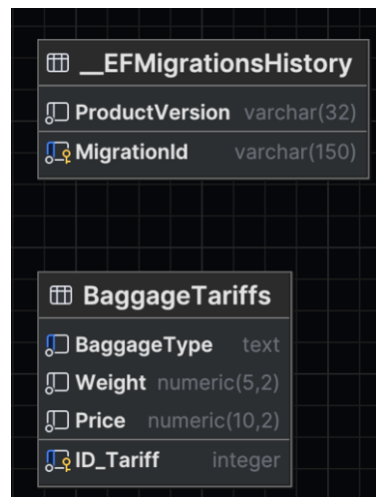 __EFMigrationsHistory
ProductVersion varchar(32)
MigrationId varchar(150)
BaggageTariffs
BaggageType text
Weight numeric(5,2)
Price numeric(10,2)
ID_Tariff integer